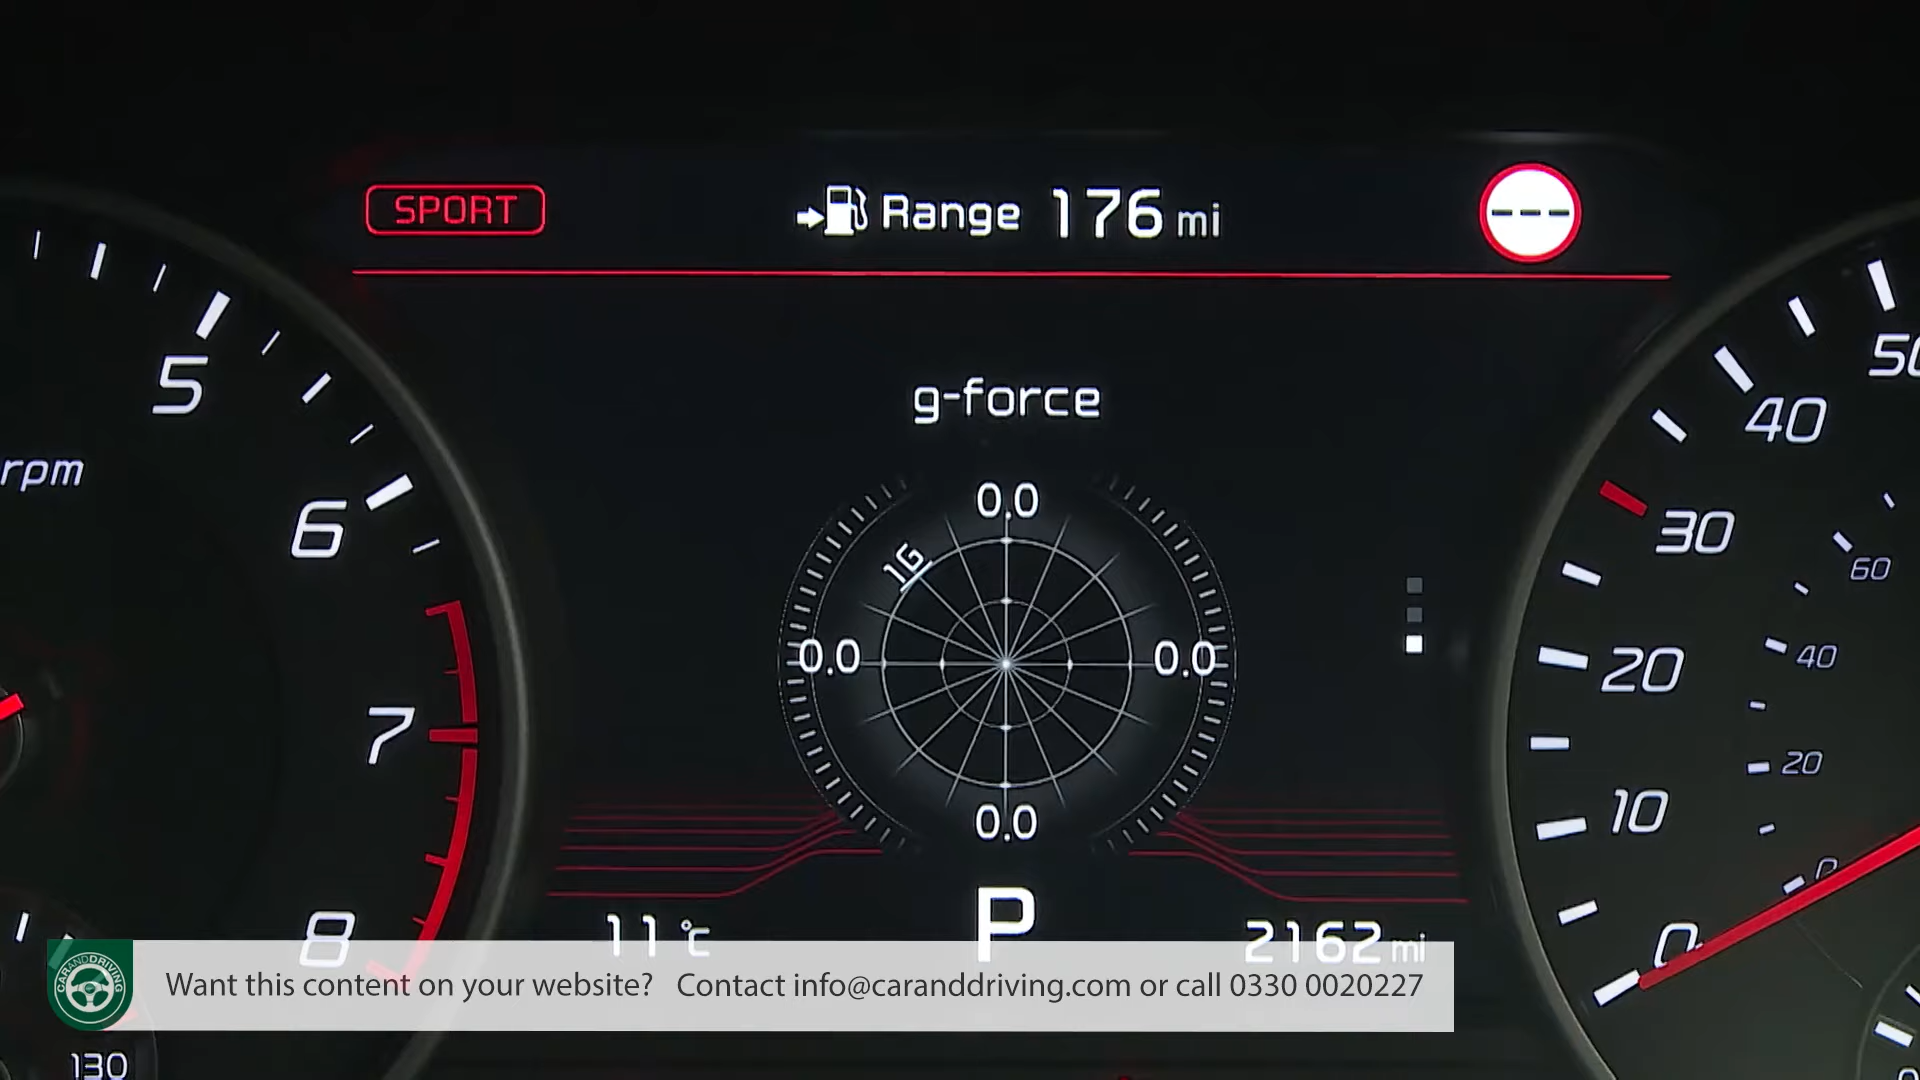 SPORT
Range 176 mi
g-force
0.0
1G
0.0
0.0
0.0
P
11°C
2162 mi
5
rpm
6
7
8
130
50
40
30
20
10
0
60
40
20
0
CARANDDRIVING
Want this content on your website? Contact info@caranddriving.com or call 0330 0020227